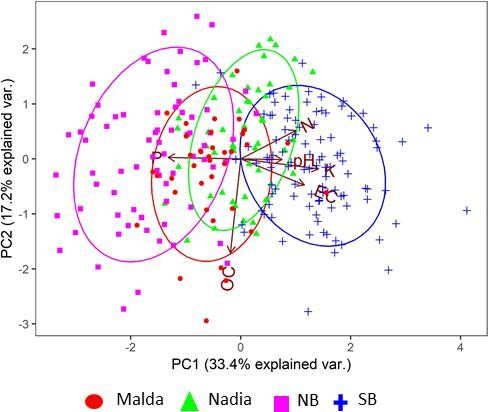 PC2 (17.2% explained var.)
2
1
0
-1
-2
-3
N
P
pH
K
EC
OC
-2
0
2
4
PC1 (33.4% explained var.)
Malda Nadia NB SB